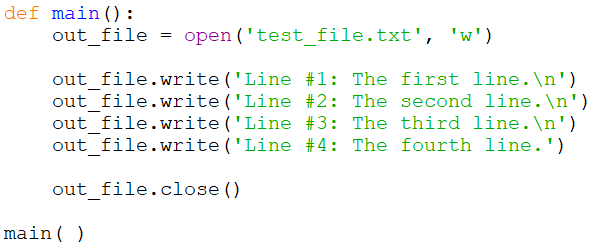 def main():
    out_file = open('test_file.txt', 'w')

    out_file.write('Line #1: The first line.\n')
    out_file.write('Line #2: The second line.\n')
    out_file.write('Line #3: The third line.\n')
    out_file.write('Line #4: The fourth line.')

    out_file.close()

main( )